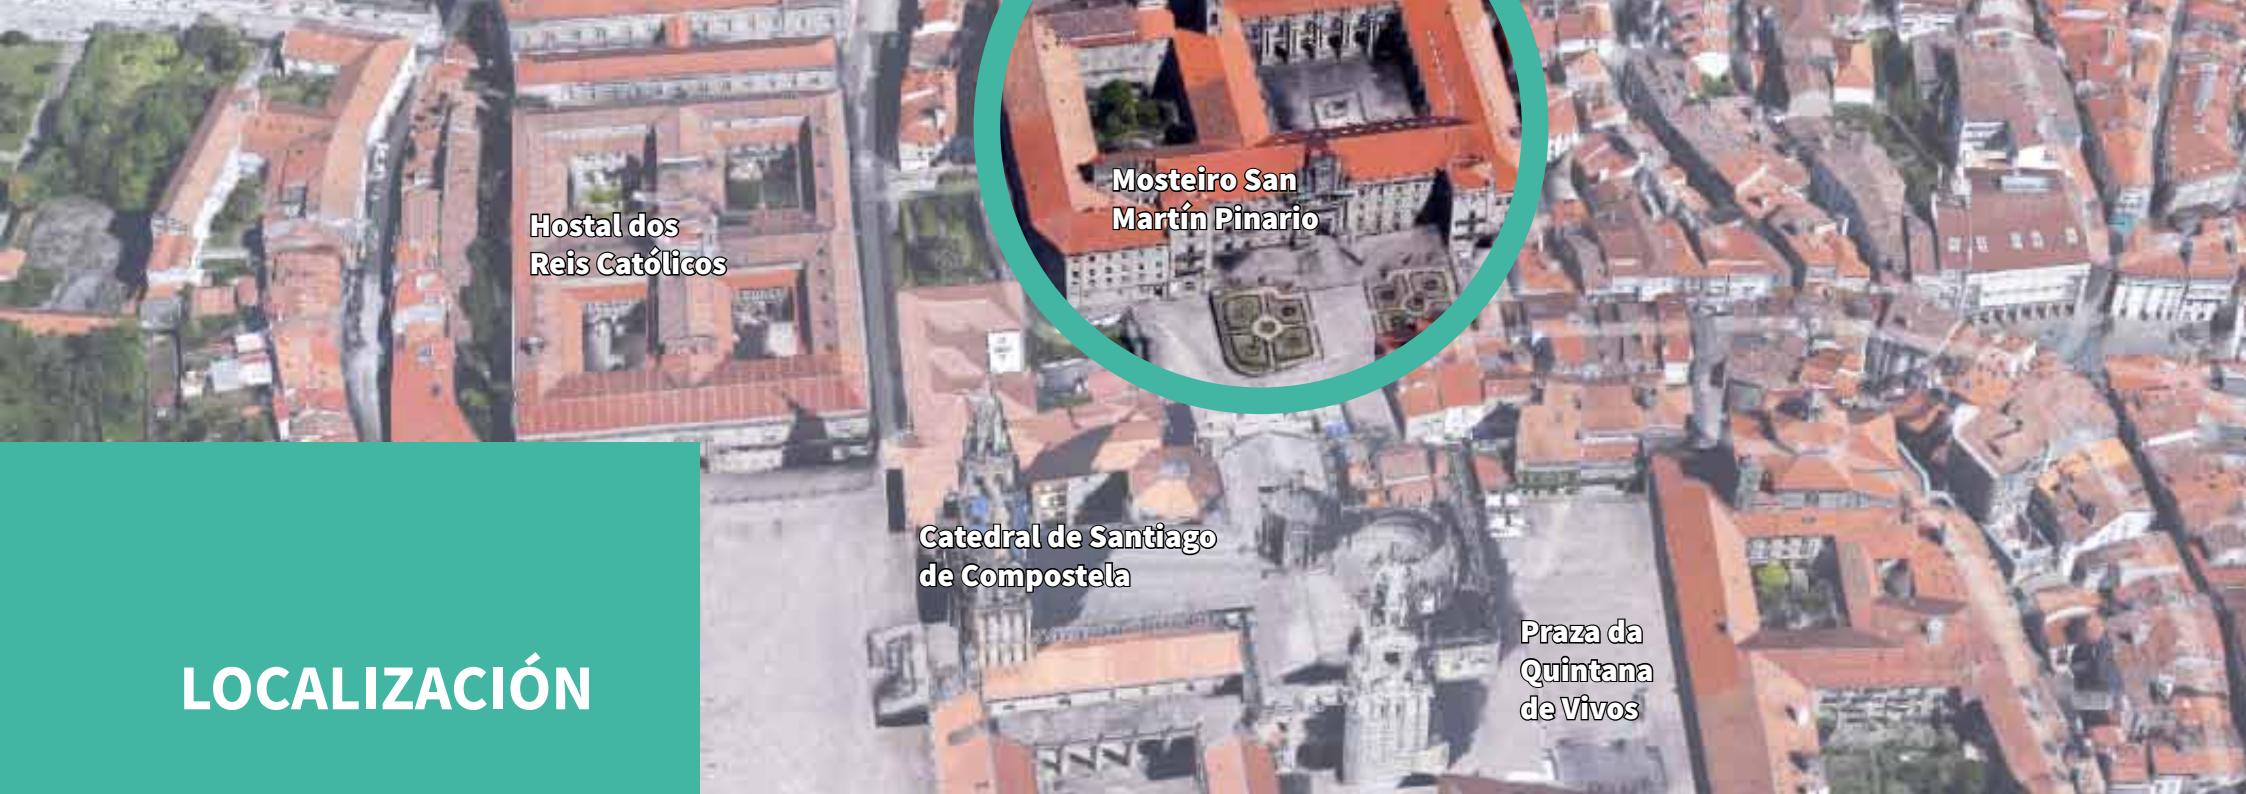 Mosteiro San
Martín Pinario
Hostal dos
Reis Católicos
Catedral de Santiago
de Compostela
Praza da
Quintana
de Vivos
LOCALIZACIÓN